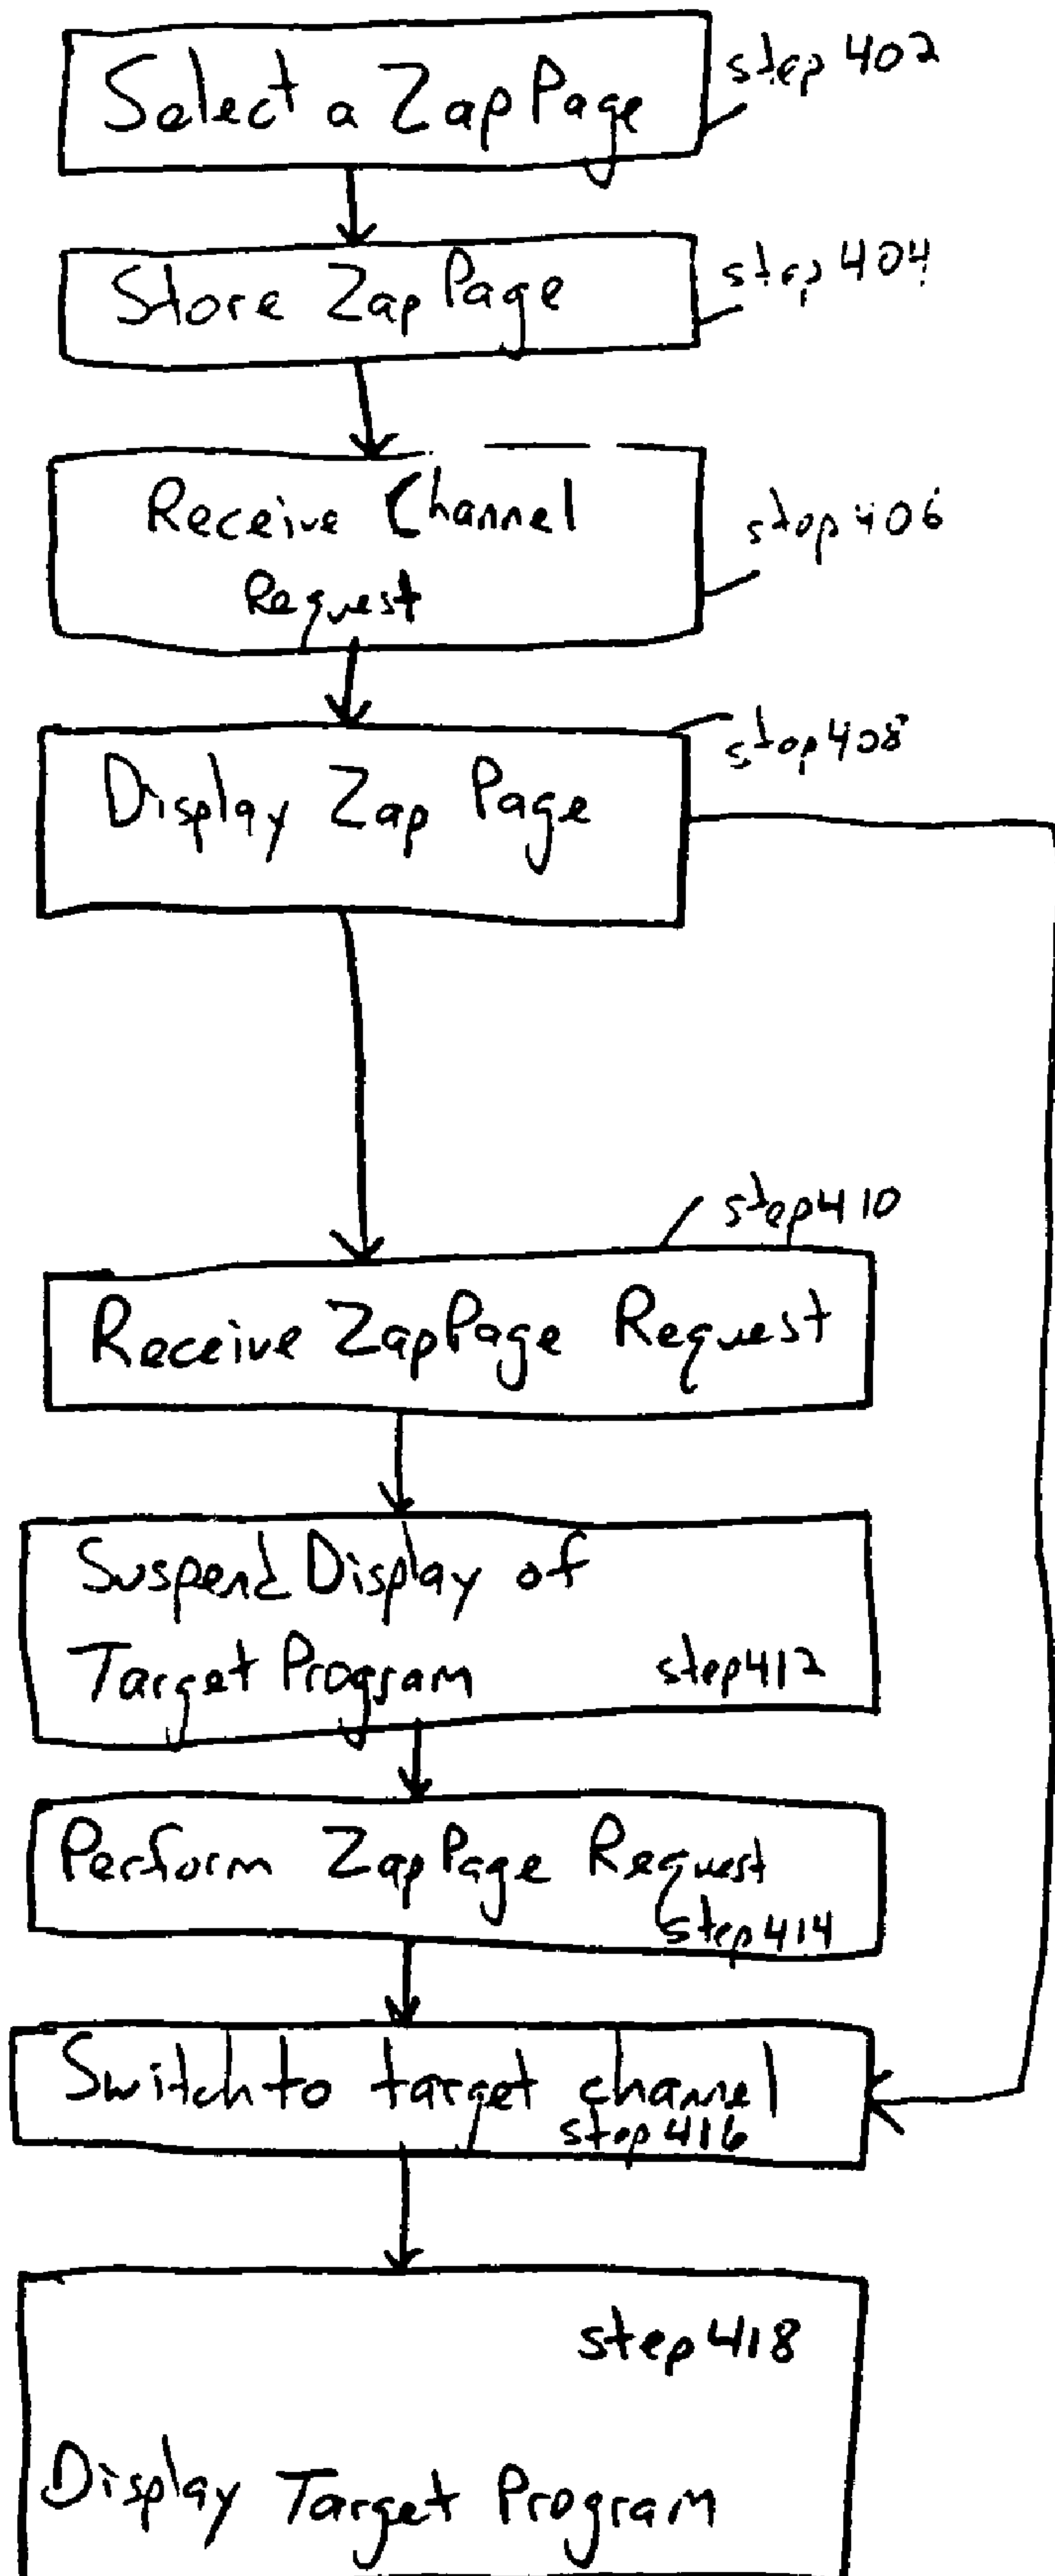 Select a Zap Page
step 402
Store Zap Page
step 404
Receive Channel
Request
step 406
Display Zap Page
step 408
step 410
Receive Zap Page Request
Suspend Display of
Target Program
step 412
Perform Zap Page Request
step 414
Switch to target channel
step 416
step 418
Display Target Program